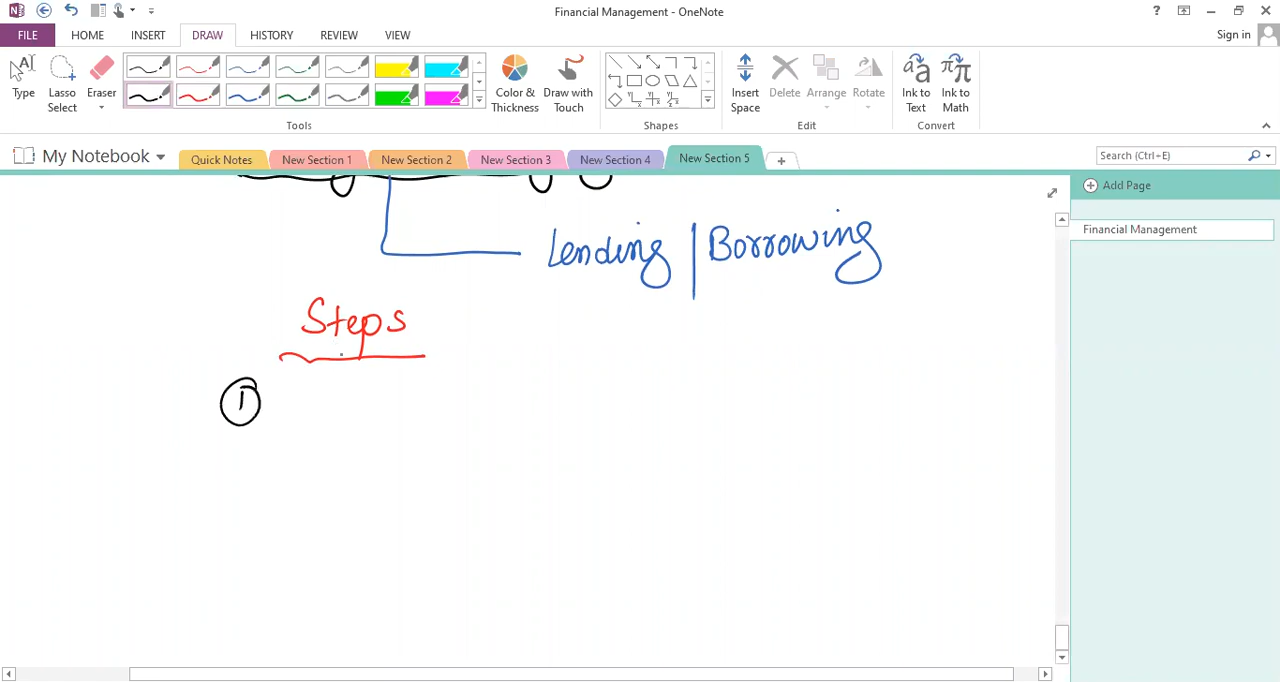 Financial Management - OneNote
?
FILE HOME INSERT DRAW HISTORY REVIEW VIEW
Sign in
Type
Lasso Select
Eraser
Color & Thickness
Draw with Touch
Insert Space
Delete
Arrange
Rotate
Ink to Text
Ink to Math
Tools
Shapes
Edit
Convert
My Notebook
Quick Notes
New Section 1
New Section 2
New Section 3
New Section 4
New Section 5
Search (Ctrl+E)
Add Page
Financial Management
Lending | Borrowing
Steps
1